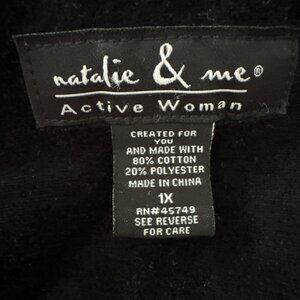 natalie & me®
Active Woman
CREATED FOR
YOU
AND MADE WITH
80% COTTON
20% POLYESTER
MADE IN CHINA
1X
RN#45749
SEE REVERSE
FOR CARE